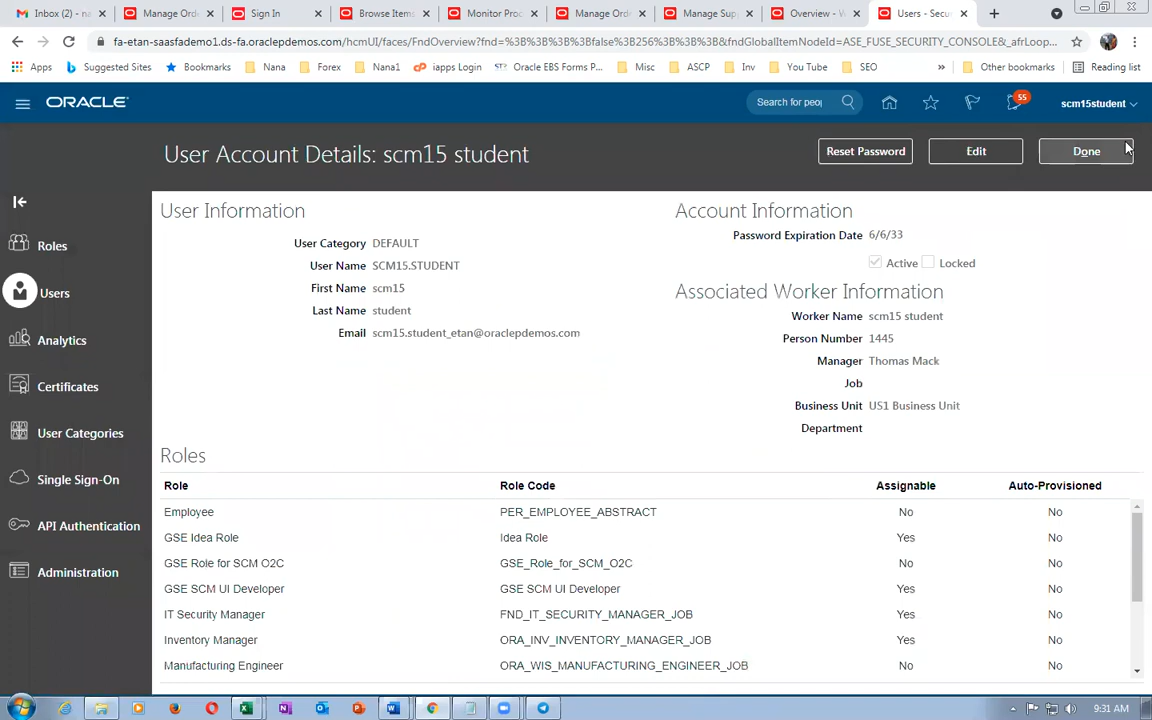 Inbox (2) - n
Manage Ord
Sign In
Browse Items
Monitor Proc
Manage Ord
Manage Sup
Overview - W
Users - Secu
fa-etan-saasfademo1.ds-fa.oraclepdemos.com/hcmUI/faces/FndOverview?fnd=%3B%3B%3B%3Bfalse%3B256%3B%3B%3B&fndGlobalItemNodeId=ASE_FUSE_SECURITY_CONSOLE&_afrLoop...
Apps Suggested Sites Bookmarks Nana Forex Nana1 iapps Login Oracle EBS Forms P... Misc ASCP Inv You Tube SEO » Other bookmarks Reading list
ORACLE Search for peo 55 scm15student
User Account Details: scm15 student Reset Password Edit Done
User Information
Account Information
Password Expiration Date 6/6/33
User Category DEFAULT
Active Locked
User Name SCM15.STUDENT
First Name scm15
Associated Worker Information
Last Name student
Worker Name scm15 student
Email scm15.student_etan@oraclepdemos.com
Person Number 1445
Manager Thomas Mack
Job
Business Unit US1 Business Unit
Department
Roles
Users
Analytics
Certificates
User Categories
Single Sign-On
API Authentication
Administration
Roles
Role Role Code Assignable Auto-Provisioned
Employee PER_EMPLOYEE_ABSTRACT No No
GSE Idea Role Idea Role Yes No
GSE Role for SCM O2C GSE_Role_for_SCM_O2C No No
GSE SCM UI Developer GSE SCM UI Developer Yes No
IT Security Manager FND_IT_SECURITY_MANAGER_JOB Yes No
Inventory Manager ORA_INV_INVENTORY_MANAGER_JOB Yes No
Manufacturing Engineer ORA_WIS_MANUFACTURING_ENGINEER_JOB No No
9:31 AM